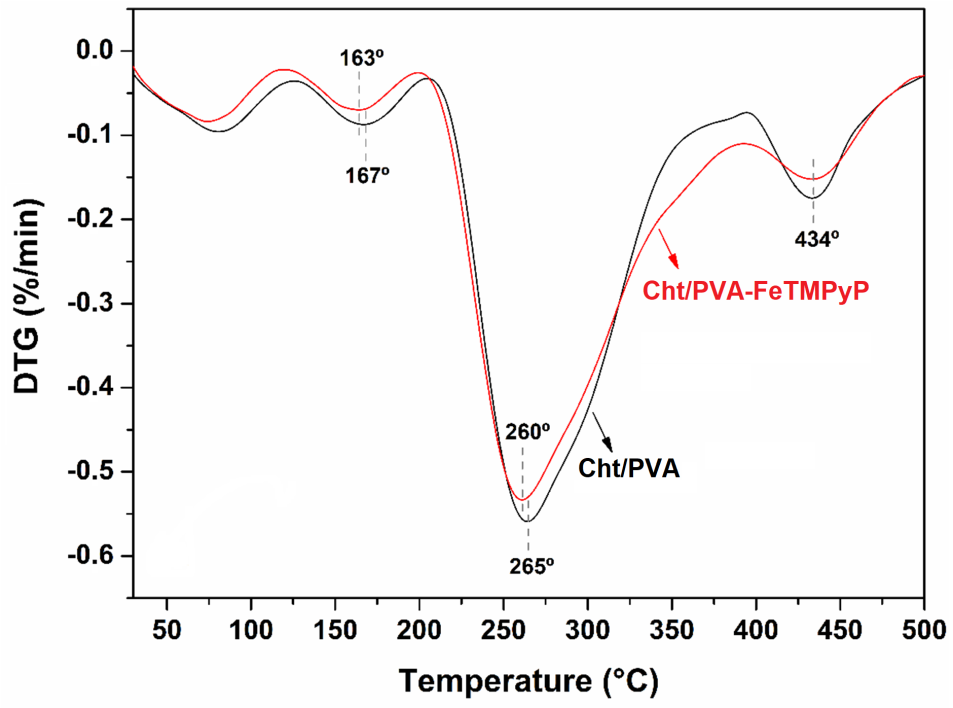 0.0
-0.1
-0.2
-0.3
-0.4
-0.5
-0.6
DTG (%/min)
163º
167º
434º
Cht/PVA-FeTMPyP
260º
Cht/PVA
265º
50 100 150 200 250 300 350 400 450 500
Temperature (°C)